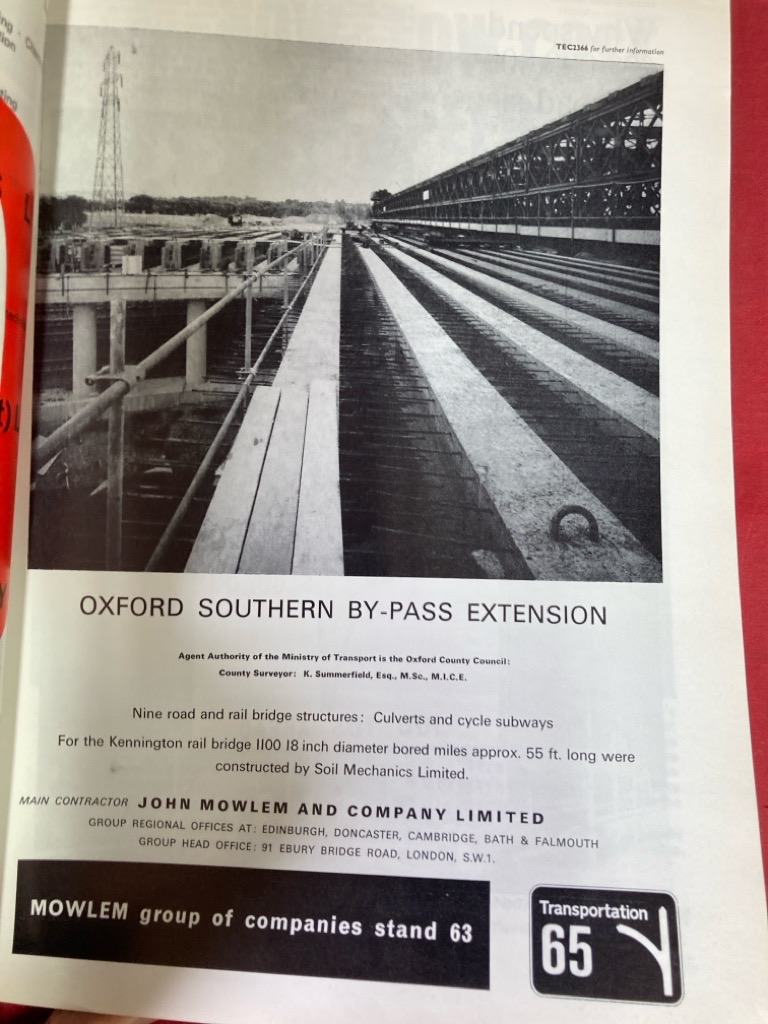 TEC2366 for further information
OXFORD SOUTHERN BY-PASS EXTENSION
Agent Authority of the Ministry of Transport is the Oxford County Council:
County Surveyor: K. Summerfield, Esq., M.Sc., M.I.C.E.
Nine road and rail bridge structures: Culverts and cycle subways
For the Kennington rail bridge 1100 18 inch diameter bored miles approx. 55 ft. long were
constructed by Soil Mechanics Limited.
MAIN CONTRACTOR JOHN MOWLEM AND COMPANY LIMITED
GROUP REGIONAL OFFICES AT: EDINBURGH, DONCASTER, CAMBRIDGE, BATH & FALMOUTH
GROUP HEAD OFFICE: 91 EBURY BRIDGE ROAD, LONDON, S.W.1.
MOWLEM group of companies stand 63
Transportation
65